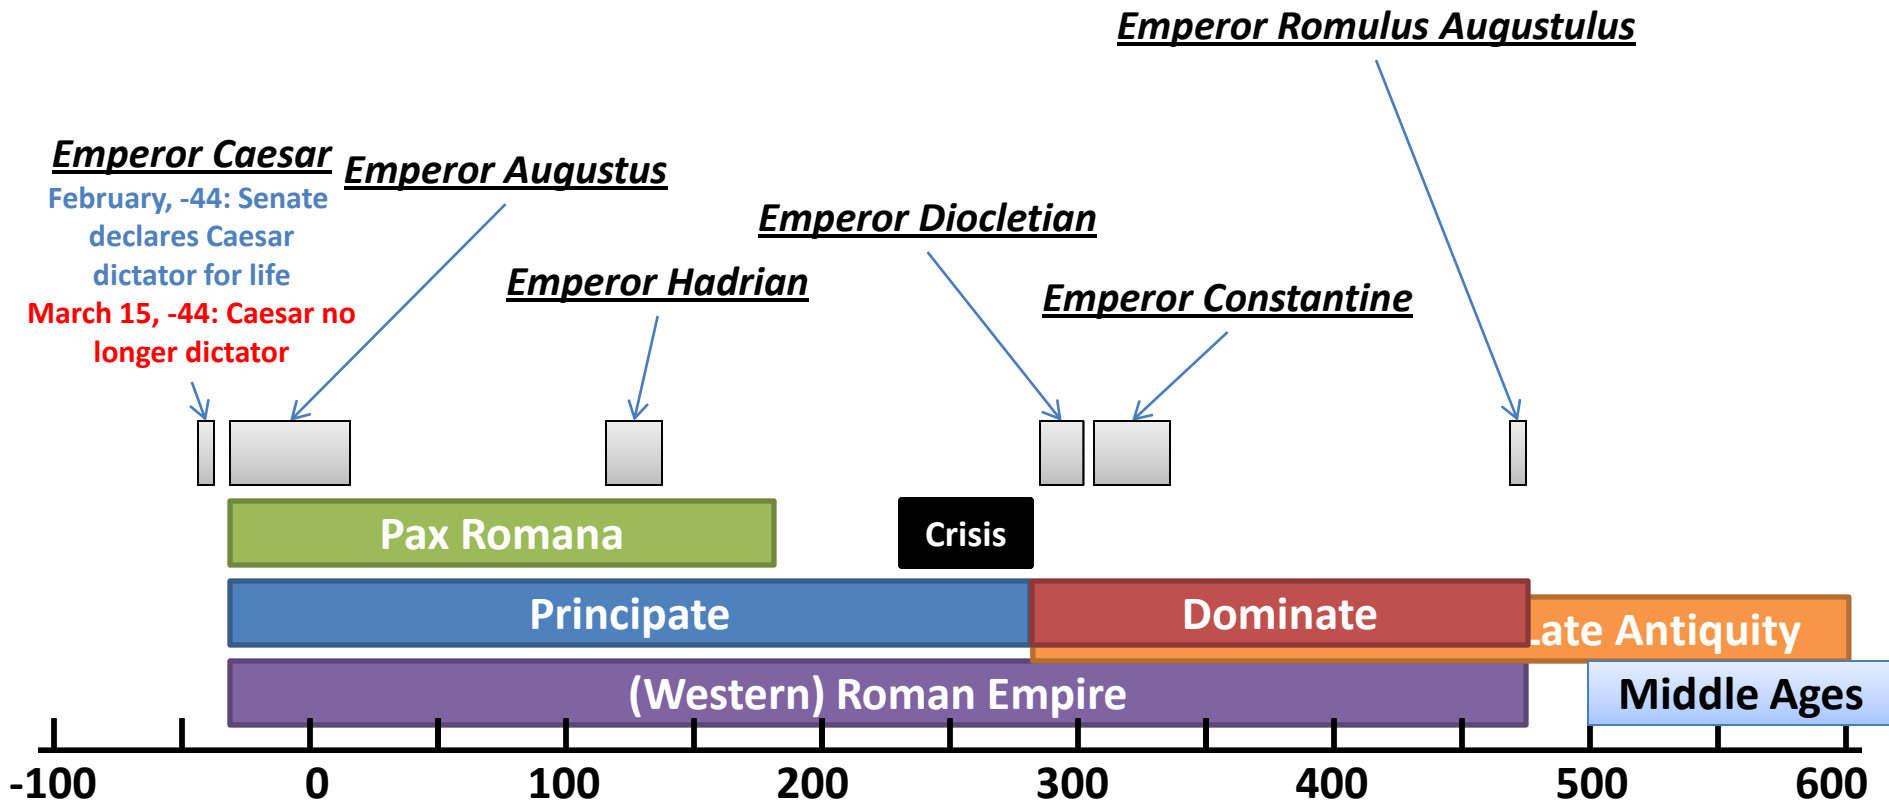 Emperor Romulus Augustulus
Emperor Caesar
February, -44: Senate
declares Caesar
dictator for life
March 15, -44: Caesar no
longer dictator
Emperor Augustus
Emperor Hadrian
Emperor Diocletian
Emperor Constantine
Pax Romana
Crisis
Principate
Dominate
Late Antiquity
(Western) Roman Empire
Middle Ages
-100 0 100 200 300 400 500 600